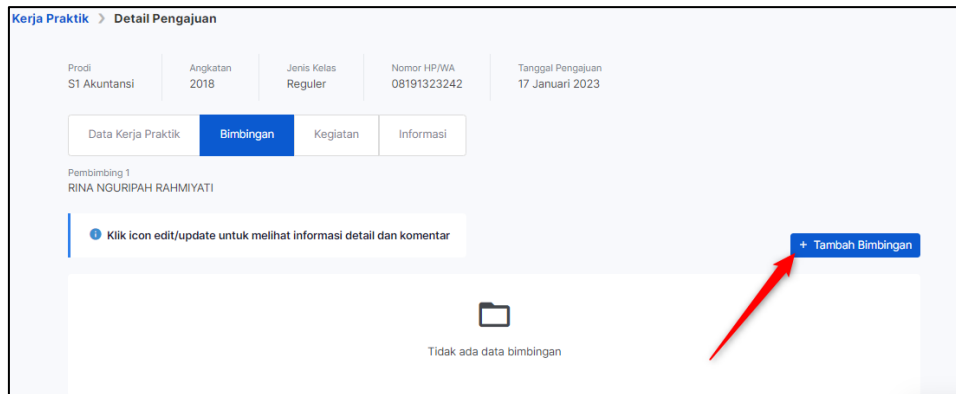 Kerja Praktik > Detail Pengajuan
Prodi Angkatan Jenis Kelas Nomor HP/WA Tanggal Pengajuan
S1 Akuntansi 2018 Reguler 08191323242 17 Januari 2023
Data Kerja Praktik Bimbingan Kegiatan Informasi
Pembimbing 1
RINA NGURIPAH RAHMIYATI
Klik icon edit/update untuk melihat informasi detail dan komentar
+ Tambah Bimbingan
Tidak ada data bimbingan